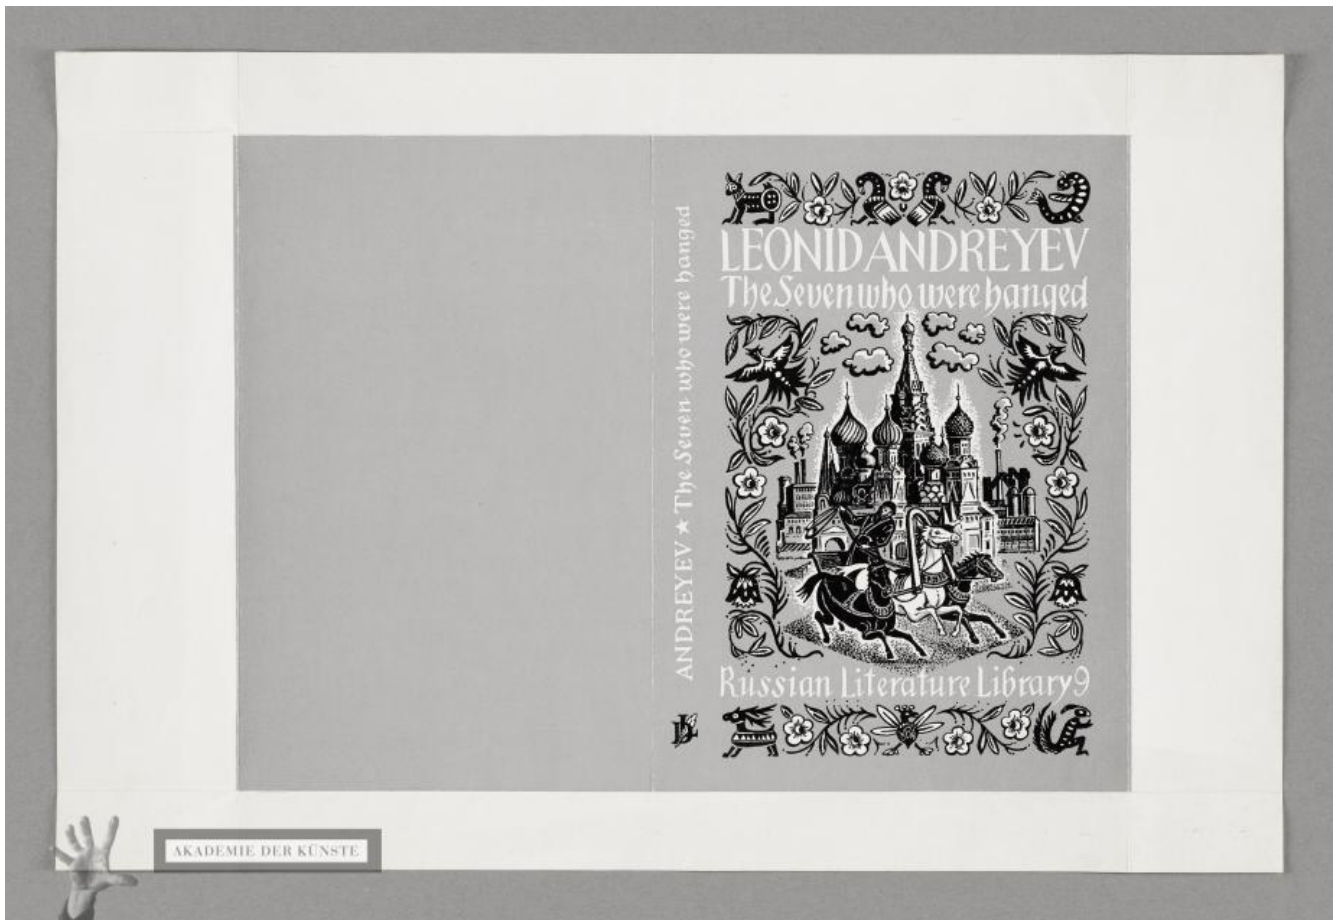 LEONID ANDREYEV
The Seven who were hanged
Russian Literature Library 9
ANDREYEV ★ The Seven who were hanged
AKADEMIE DER KÜNSTE